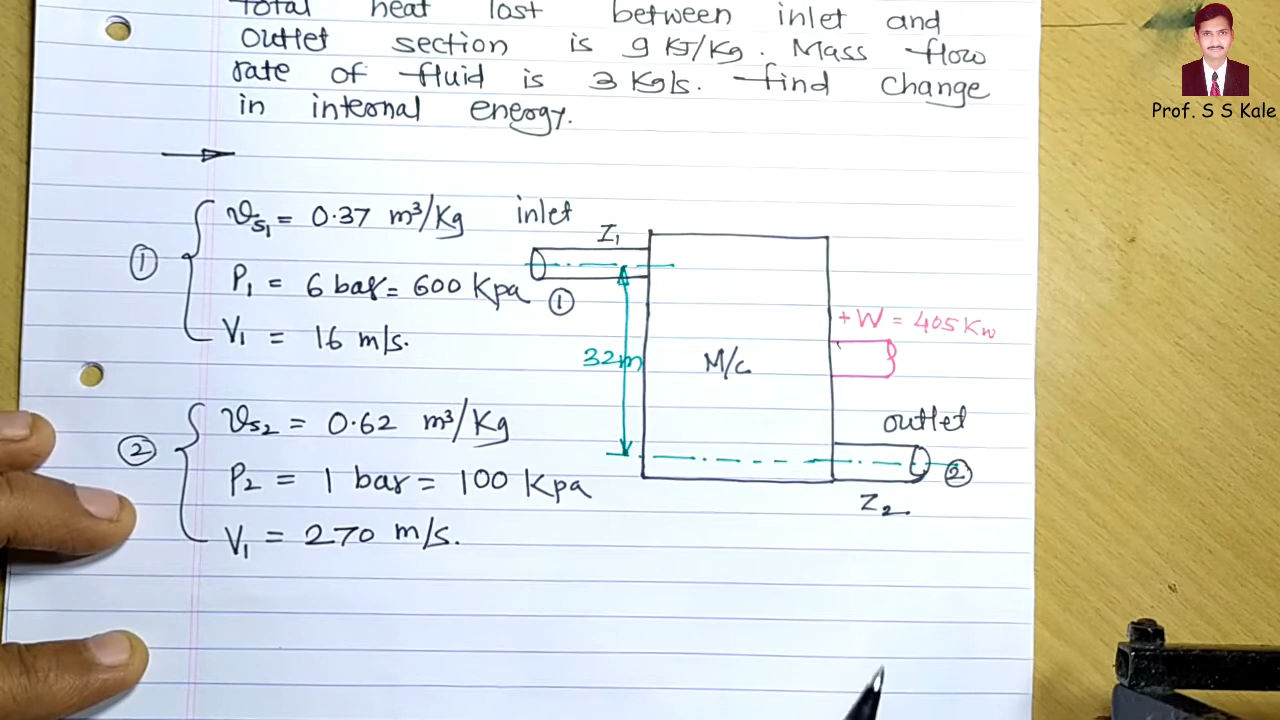 total heat lost between inlet and
outlet section is 9 KJ/Kg. Mass flow
rate of fluid is 3 Kg/s. find change
in internal energy.
Prof. S S Kale
①
vs1 = 0.37 m³/Kg
P1 = 6 bar = 600 Kpa
V1 = 16 m/s.
②
vs2 = 0.62 m³/Kg
P2 = 1 bar = 100 Kpa
V1 = 270 m/s.
inlet
Z1
①
32m
M/c
+W = 405 Kw
outlet
②
Z2